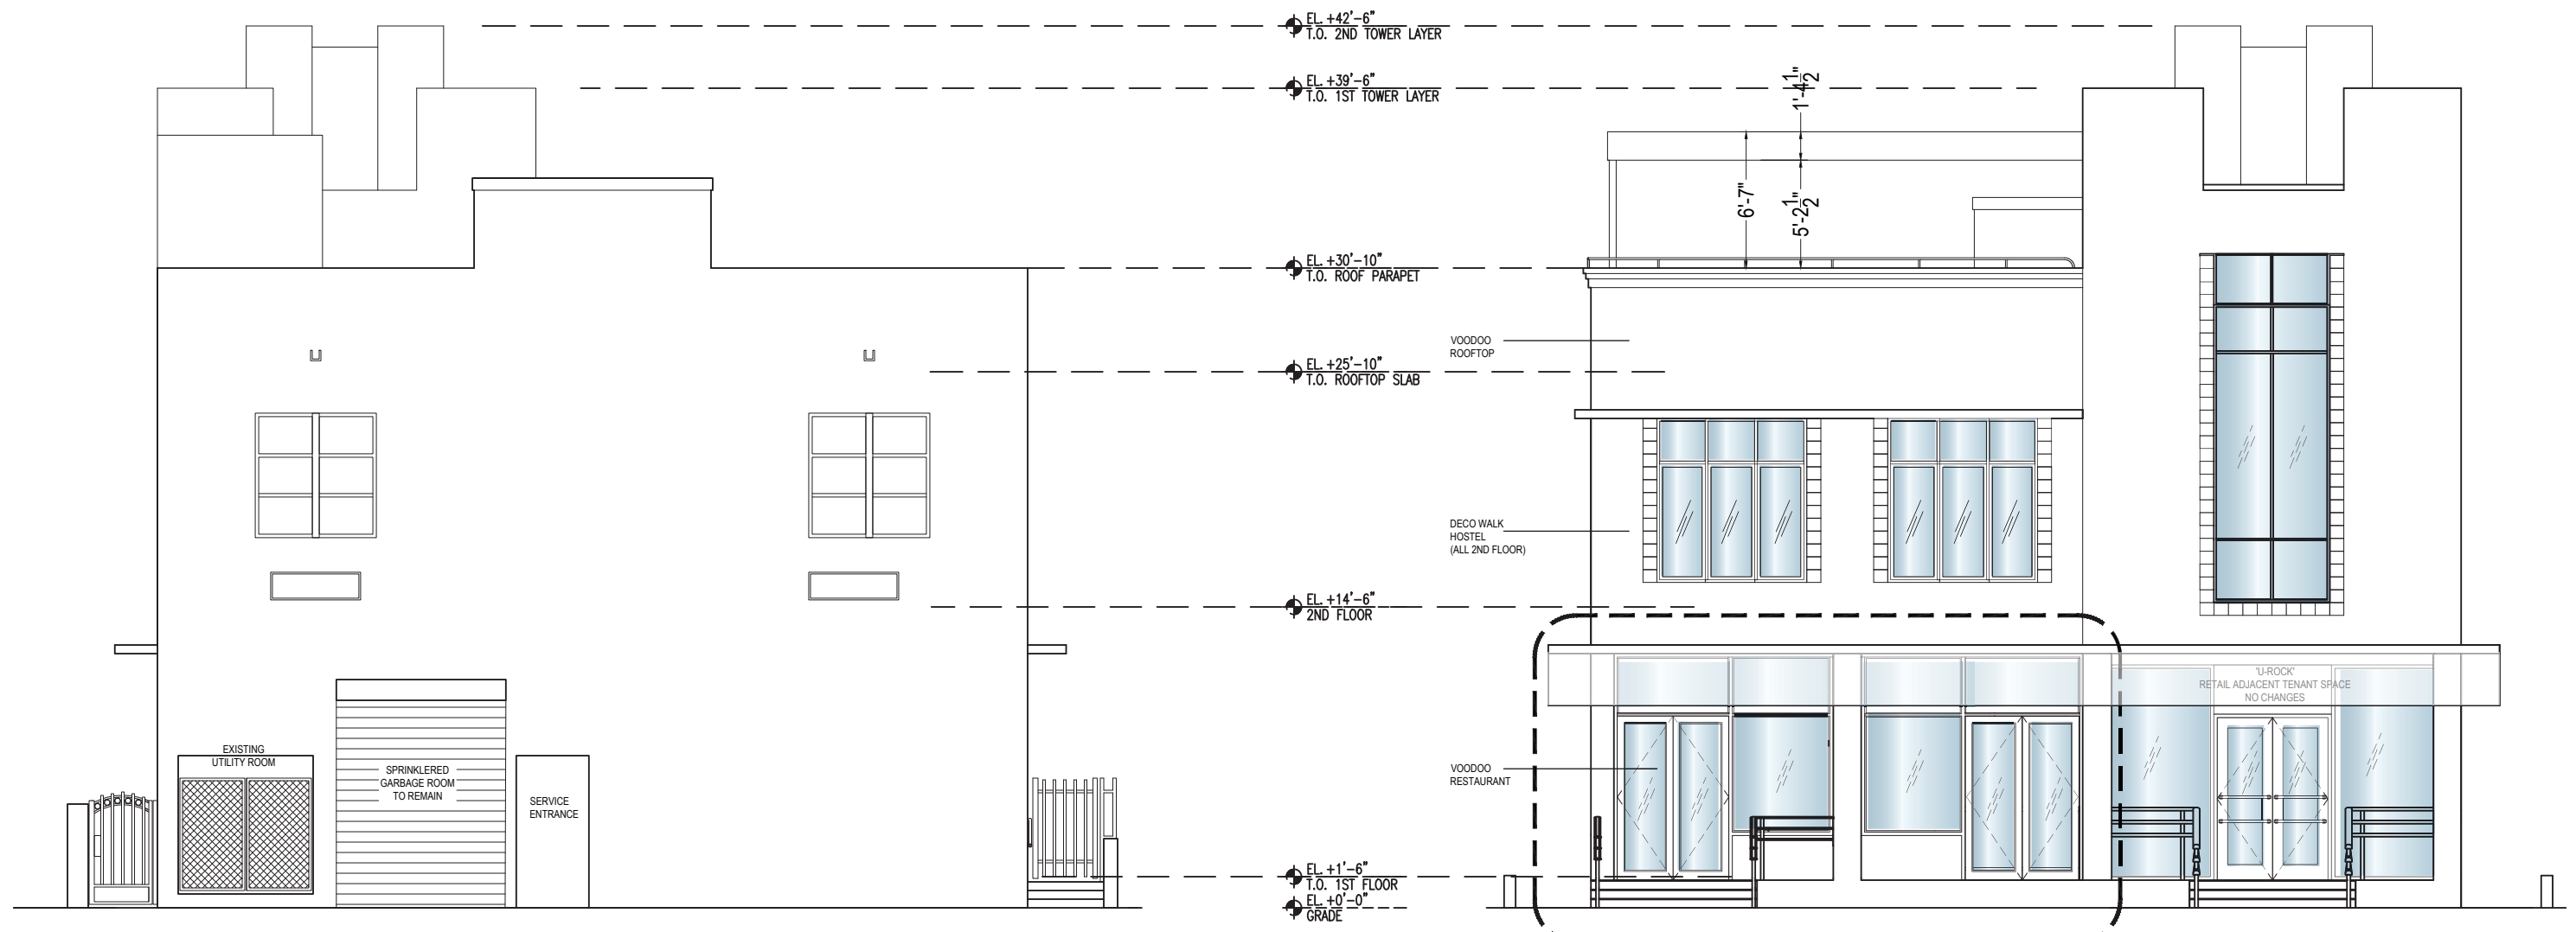 EL. +42'-6"
T.O. 2ND TOWER LAYER
EL. +39'-6"
T.O. 1ST TOWER LAYER
1'-4 1/2"
6'-7"
5'-2 1/2"
EL. +30'-10"
T.O. ROOF PARAPET
VOODOO
ROOFTOP
EL. +25'-10"
T.O. ROOFTOP SLAB
DECO WALK
HOSTEL
(ALL 2ND FLOOR)
EL. +14'-6"
2ND FLOOR
'U-ROCK'
RETAIL ADJACENT TENANT SPACE
NO CHANGES
EXISTING
UTILITY ROOM
SPRINKLERED
GARBAGE ROOM
TO REMAIN
SERVICE
ENTRANCE
VOODOO
RESTAURANT
EL. +1'-6"
T.O. 1ST FLOOR
EL. +0'-0"
GRADE